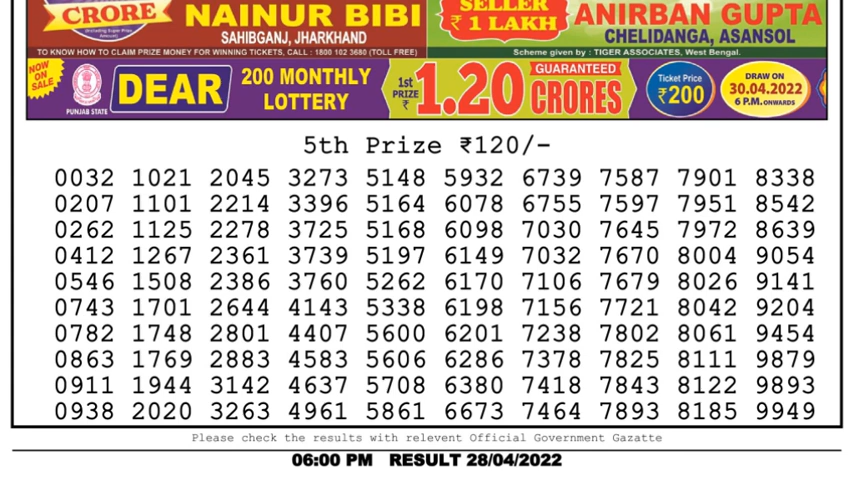 CRORE
(Including Super Prize Amount)
NAINUR BIBI
SAHIBGANJ, JHARKHAND
SELLER
₹ 1 LAKH
ANIRBAN GUPTA
CHELIDANGA, ASANSOL
TO KNOW HOW TO CLAIM PRIZE MONEY FOR WINNING TICKETS, CALL : 1800 102 3680 (TOLL FREE)
Scheme given by : TIGER ASSOCIATES, West Bengal.
NOW ON SALE
PUNJAB STATE
DEAR
200 MONTHLY
LOTTERY
1st
PRIZE
₹
1.20
GUARANTEED
CRORES
Ticket Price
₹200
DRAW ON
30.04.2022
6 P.M. ONWARDS
5th Prize ₹120/-
0032 1021 2045 3273 5148 5932 6739 7587 7901 8338
0207 1101 2214 3396 5164 6078 6755 7597 7951 8542
0262 1125 2278 3725 5168 6098 7030 7645 7972 8639
0412 1267 2361 3739 5197 6149 7032 7670 8004 9054
0546 1508 2386 3760 5262 6170 7106 7679 8026 9141
0743 1701 2644 4143 5338 6198 7156 7721 8042 9204
0782 1748 2801 4407 5600 6201 7238 7802 8061 9454
0863 1769 2883 4583 5606 6286 7378 7825 8111 9879
0911 1944 3142 4637 5708 6380 7418 7843 8122 9893
0938 2020 3263 4961 5861 6673 7464 7893 8185 9949
Please check the results with relevent Official Government Gazatte
06:00 PM RESULT 28/04/2022